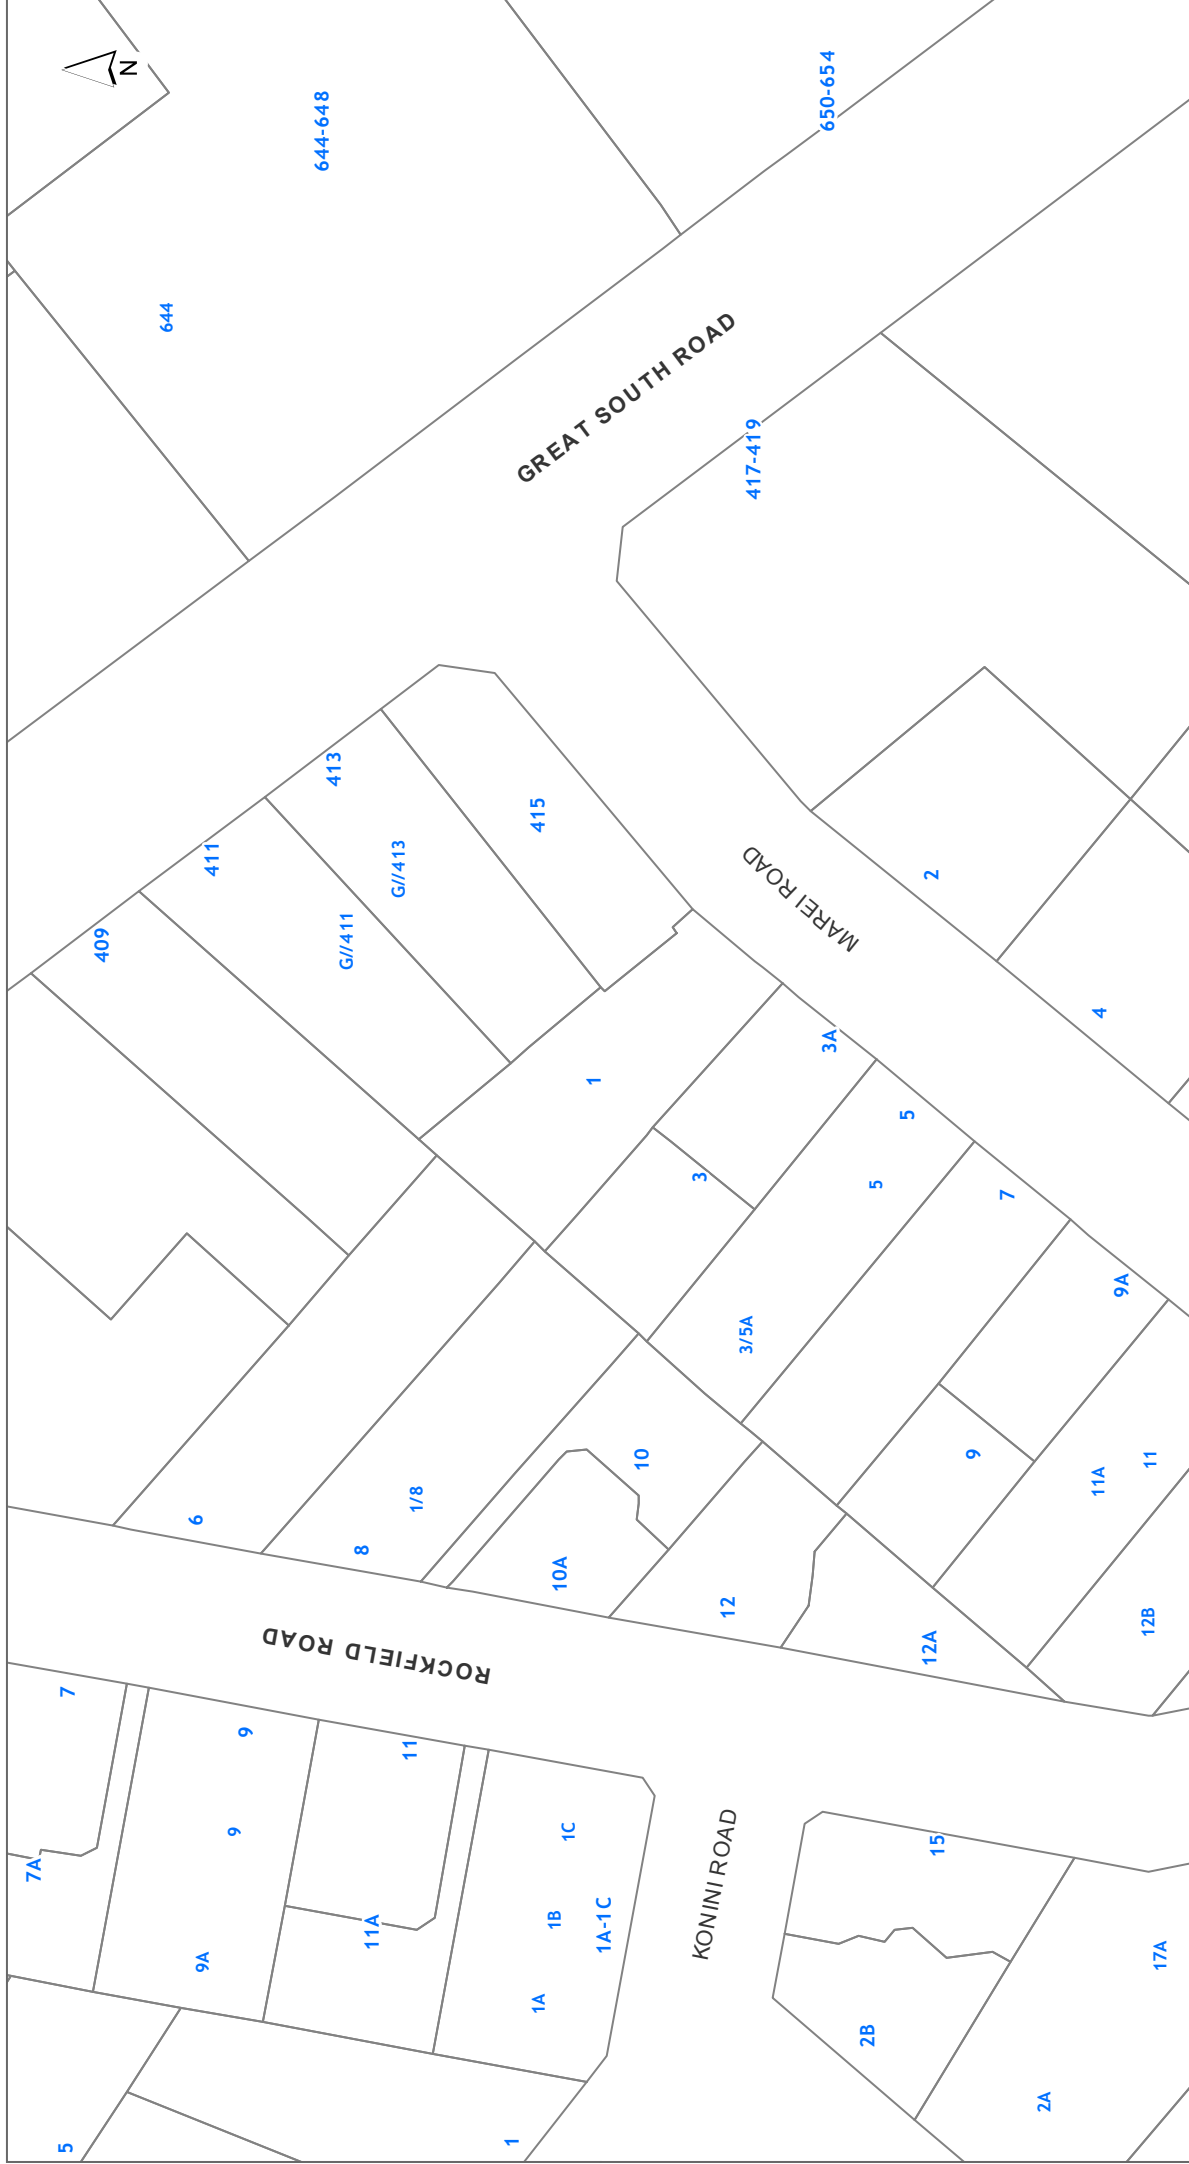 N
644-648
650-654
644
GREAT SOUTH ROAD
417-419
413
415
411
G//413
409
G//411
MAREI ROAD
2
4
1
3A
5
3
5
7
3/5A
9A
10
9
11A
11
6
1/8
8
10A
12
12A
12B
ROCKFIELD ROAD
7
9
11
7A
9
1C
9A
11A
1B
1A-1C
1A
KONINI ROAD
15
17A
2B
2A
5
1